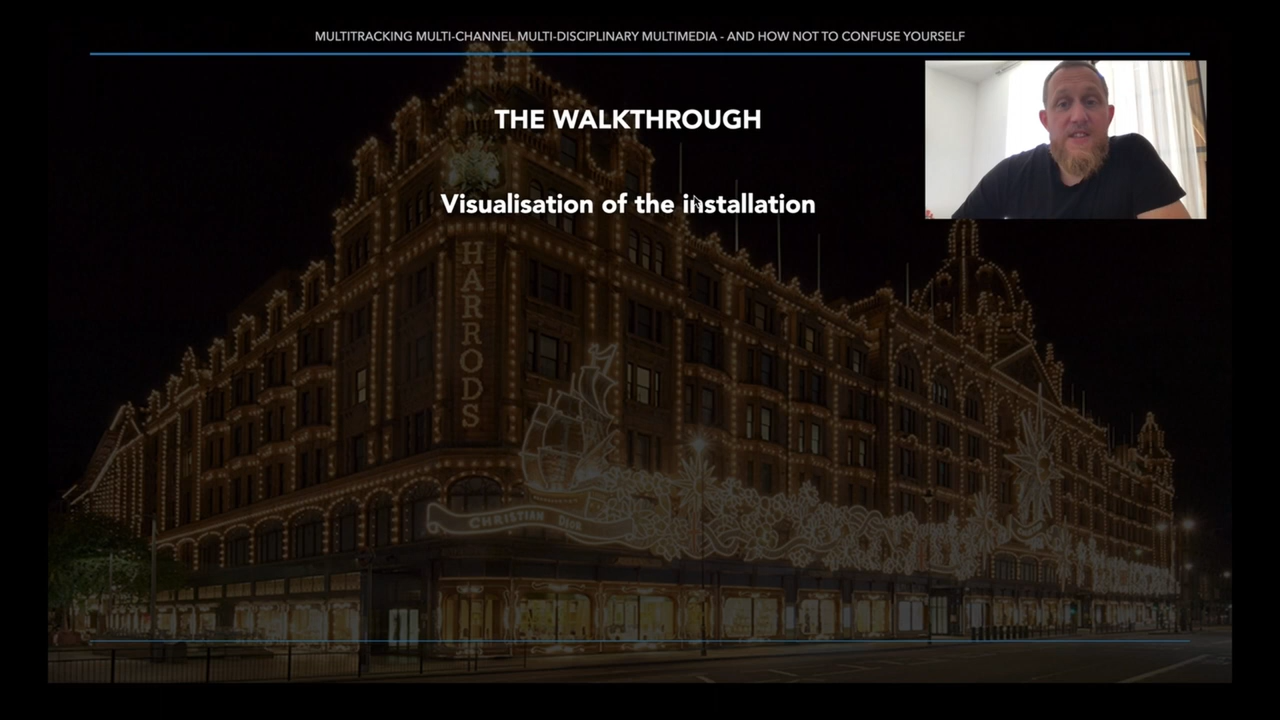 MULTITRACKING MULTI-CHANNEL MULTI-DISCIPLINARY MULTIMEDIA - AND HOW NOT TO CONFUSE YOURSELF
THE WALKTHROUGH
Visualisation of the installation
HARRODS
CHRISTIAN DIOR